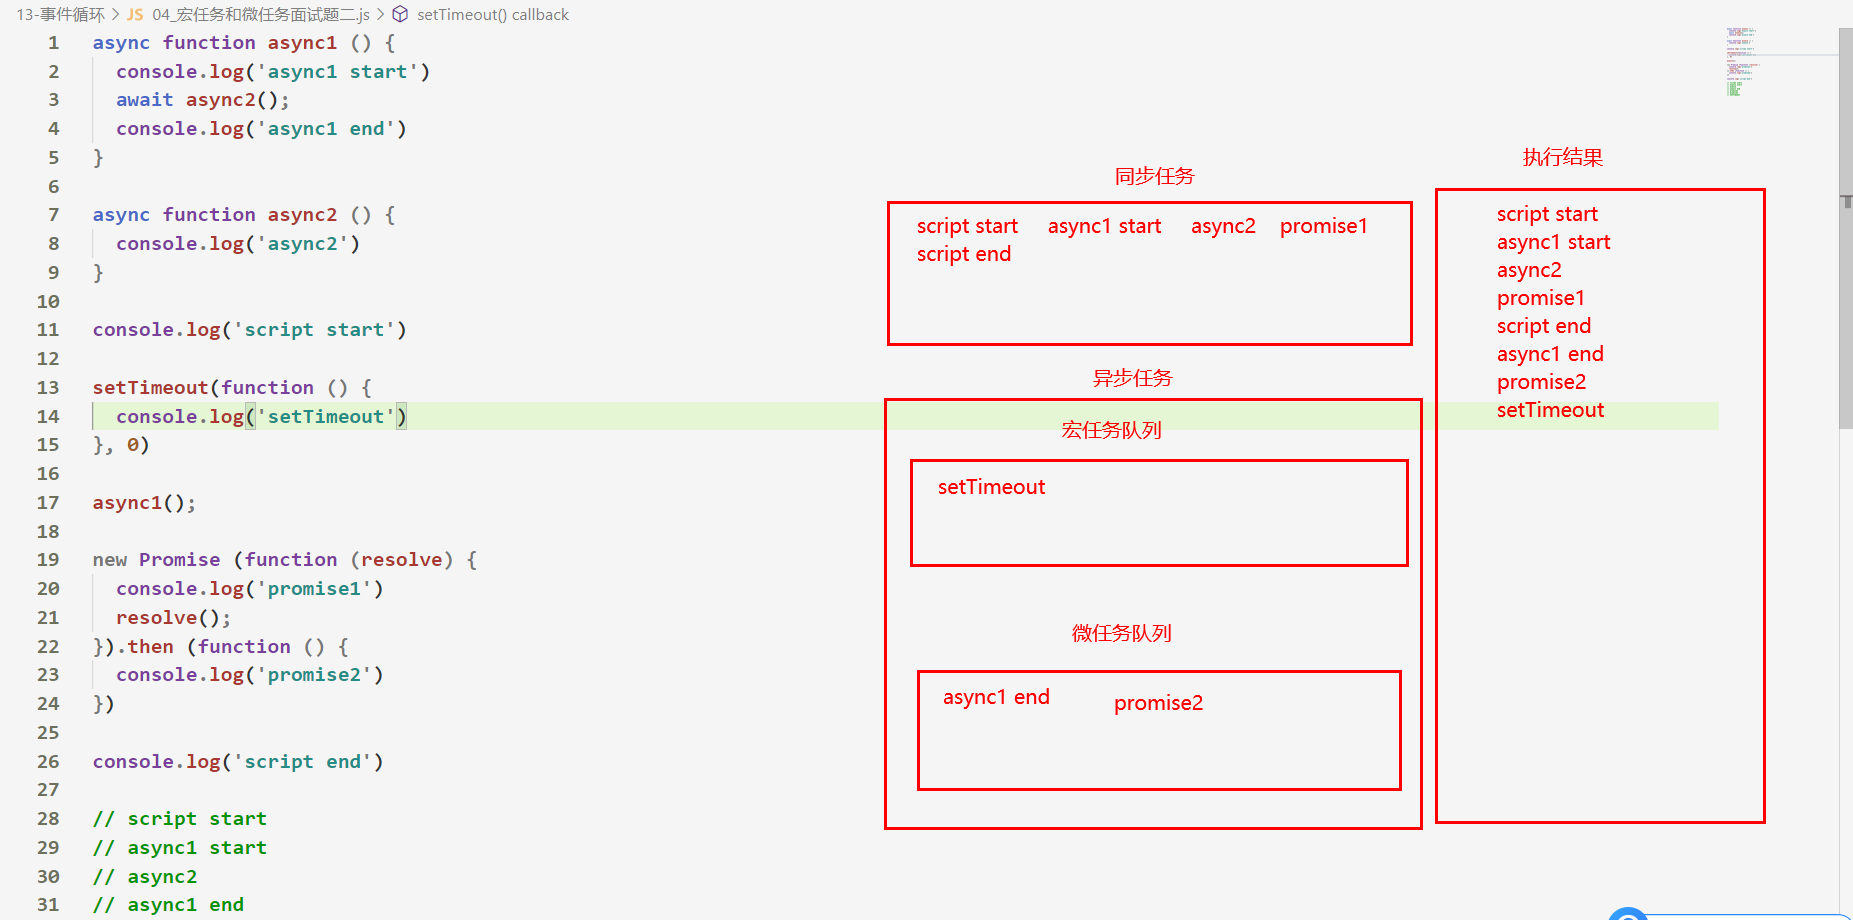 13-事件循环 > JS 04_宏任务和微任务面试题二.js > setTimeout() callback
1 async function async1 () {
2 console.log('async1 start')
3 await async2();
4 console.log('async1 end')
5 }
6
7 async function async2 () {
8 console.log('async2')
9 }
10
11 console.log('script start')
12
13 setTimeout(function () {
14 console.log('setTimeout')
15 }, 0)
16
17 async1();
18
19 new Promise (function (resolve) {
20 console.log('promise1')
21 resolve();
22 }).then (function () {
23 console.log('promise2')
24 })
25
26 console.log('script end')
27
28 // script start
29 // async1 start
30 // async2
31 // async1 end
同步任务
script start async1 start async2 promise1
script end
异步任务
宏任务队列
setTimeout
微任务队列
async1 end promise2
执行结果
script start
async1 start
async2
promise1
script end
async1 end
promise2
setTimeout